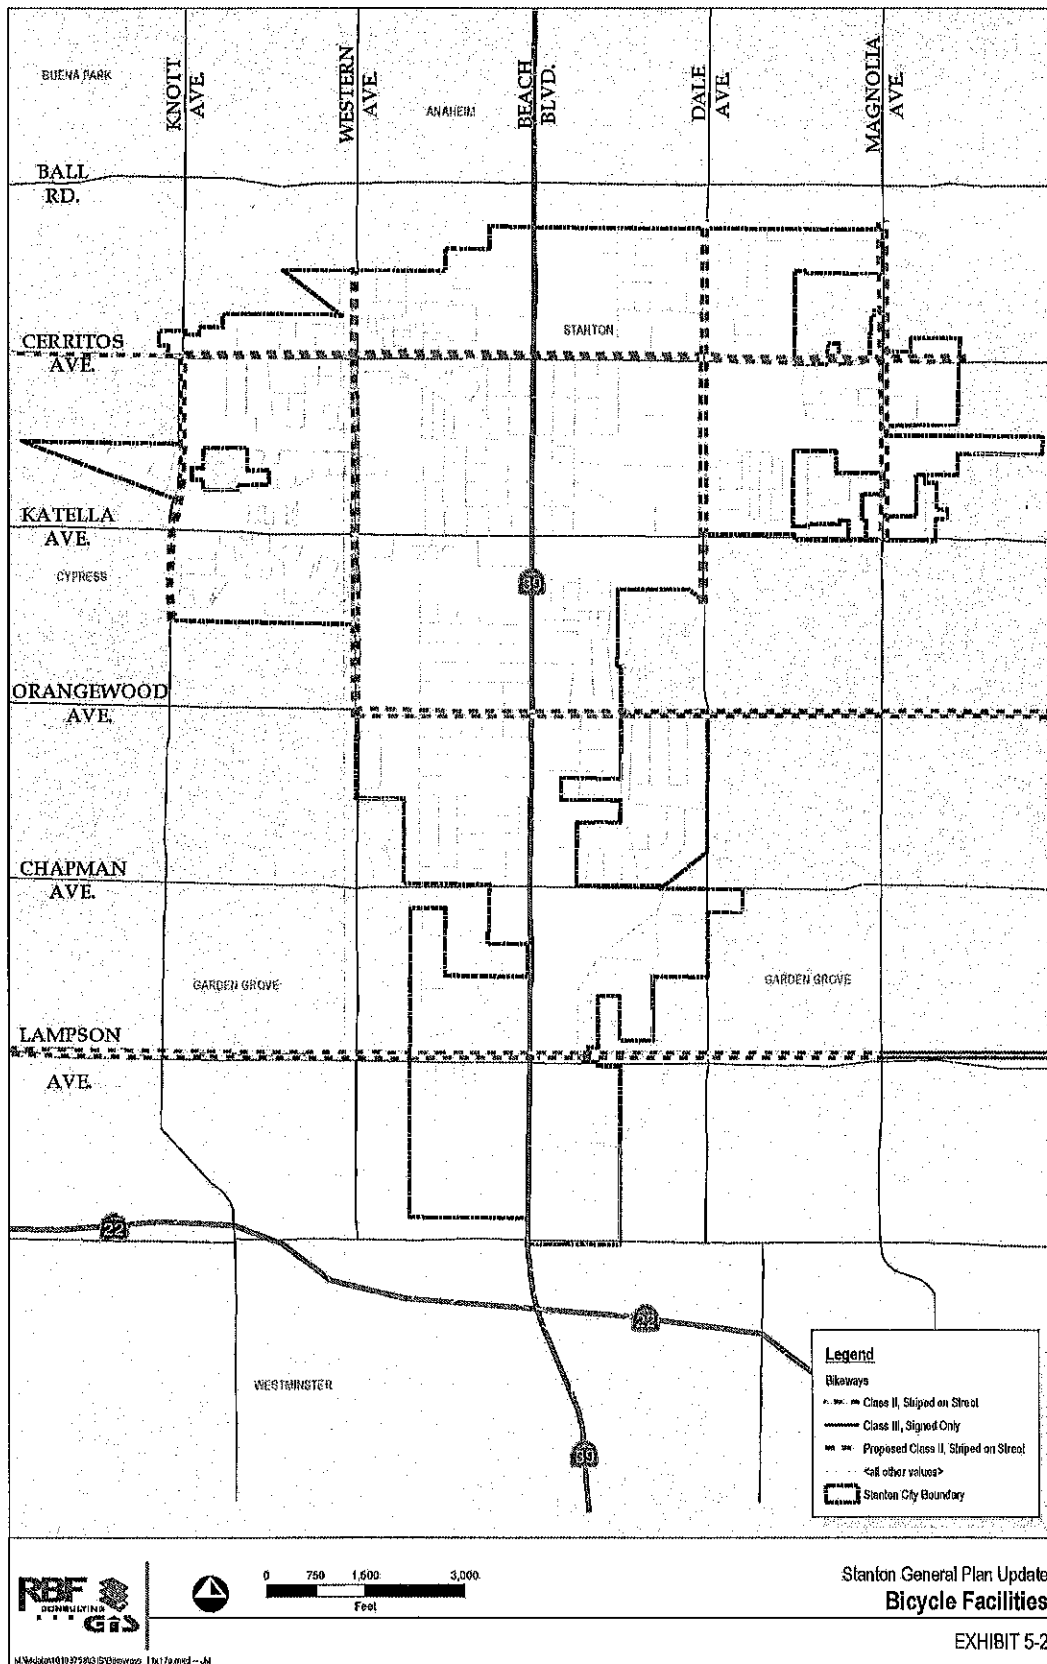 KNOTT
AVE.
WESTERN
AVE.
BEACH
BLVD.
DALE
AVE.
MAGNOLIA
AVE.
BUENA PARK
ANAHEIM
BALL
RD.
STANTON
CERRITOS
AVE.
KATELLA
AVE.
CYPRESS
39
ORANGEWOOD
AVE.
CHAPMAN
AVE.
GARDEN GROVE
GARDEN GROVE
LAMPSON
AVE.
22
22
WESTMINSTER
39
Legend
Bikeways
Class II, Striped on Street
Class III, Signed Only
Proposed Class II, Striped on Street
<all other values>
Stanton City Boundary
RBF
CONSULTING
GIS
0 750 1,500 3,000
Feet
Stanton General Plan Update
Bicycle Facilities
EXHIBIT 5-2